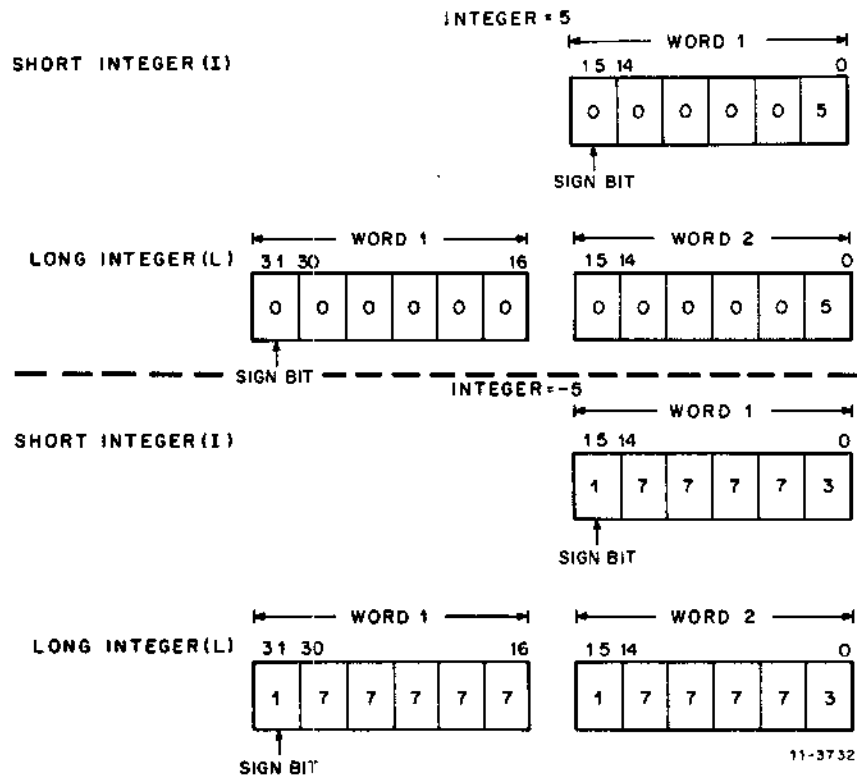 INTEGER = 5
WORD 1
SHORT INTEGER (I)
15 14 0
0 0 0 0 0 5
SIGN BIT
WORD 1 WORD 2
LONG INTEGER (L)
31 30 16 15 14 0
0 0 0 0 0 0 0 0 0 0 0 5
SIGN BIT
INTEGER=-5
WORD 1
SHORT INTEGER (I)
15 14 0
1 7 7 7 7 3
SIGN BIT
WORD 1 WORD 2
LONG INTEGER (L)
31 30 16 15 14 0
1 7 7 7 7 7 1 7 7 7 7 3
SIGN BIT
11-3732